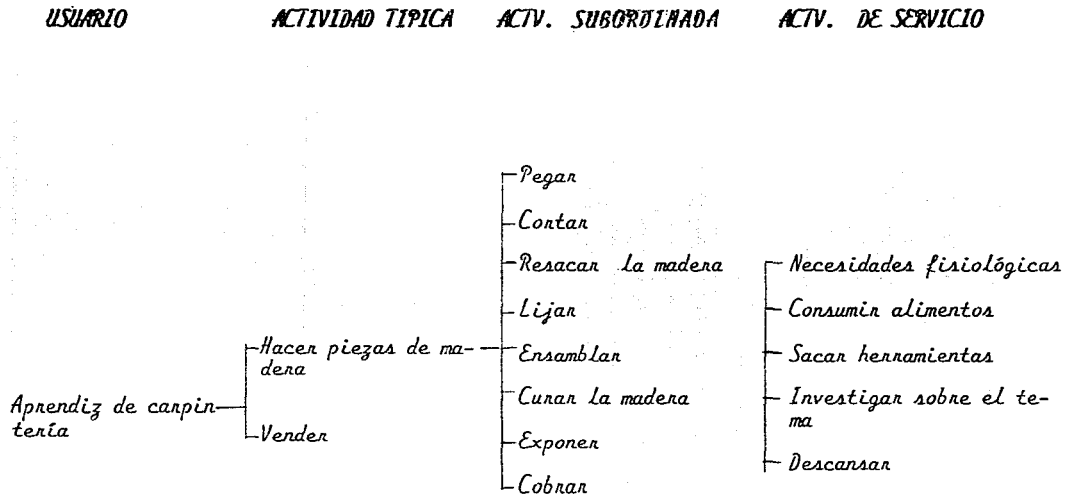 USUARIO ACTIVIDAD TIPICA ACTV. SUBORDINADA ACTV. DE SERVICIO
Pegar
Cortar
Resacar la madera
Necesidades fisiológicas
Lijar
Consumir alimentos
Hacer piezas de ma-
dera
Ensamblar
Sacar herramientas
Aprendiz de carpin-
tería
Curar la madera
Investigar sobre el te-
ma
Vender
Exponer
Descansar
Cobrar